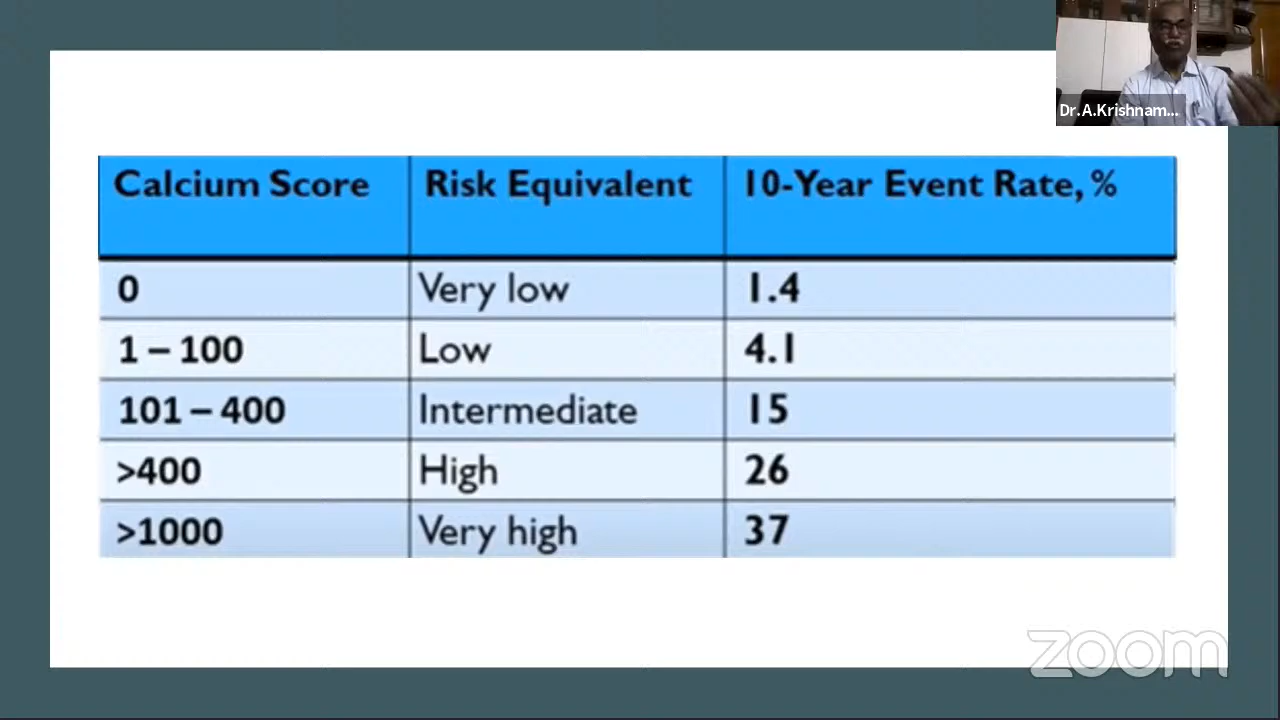 Dr.A.Krishnam...
Calcium Score Risk Equivalent 10-Year Event Rate, %
0 Very low 1.4
1 – 100 Low 4.1
101 – 400 Intermediate 15
>400 High 26
>1000 Very high 37
zoom